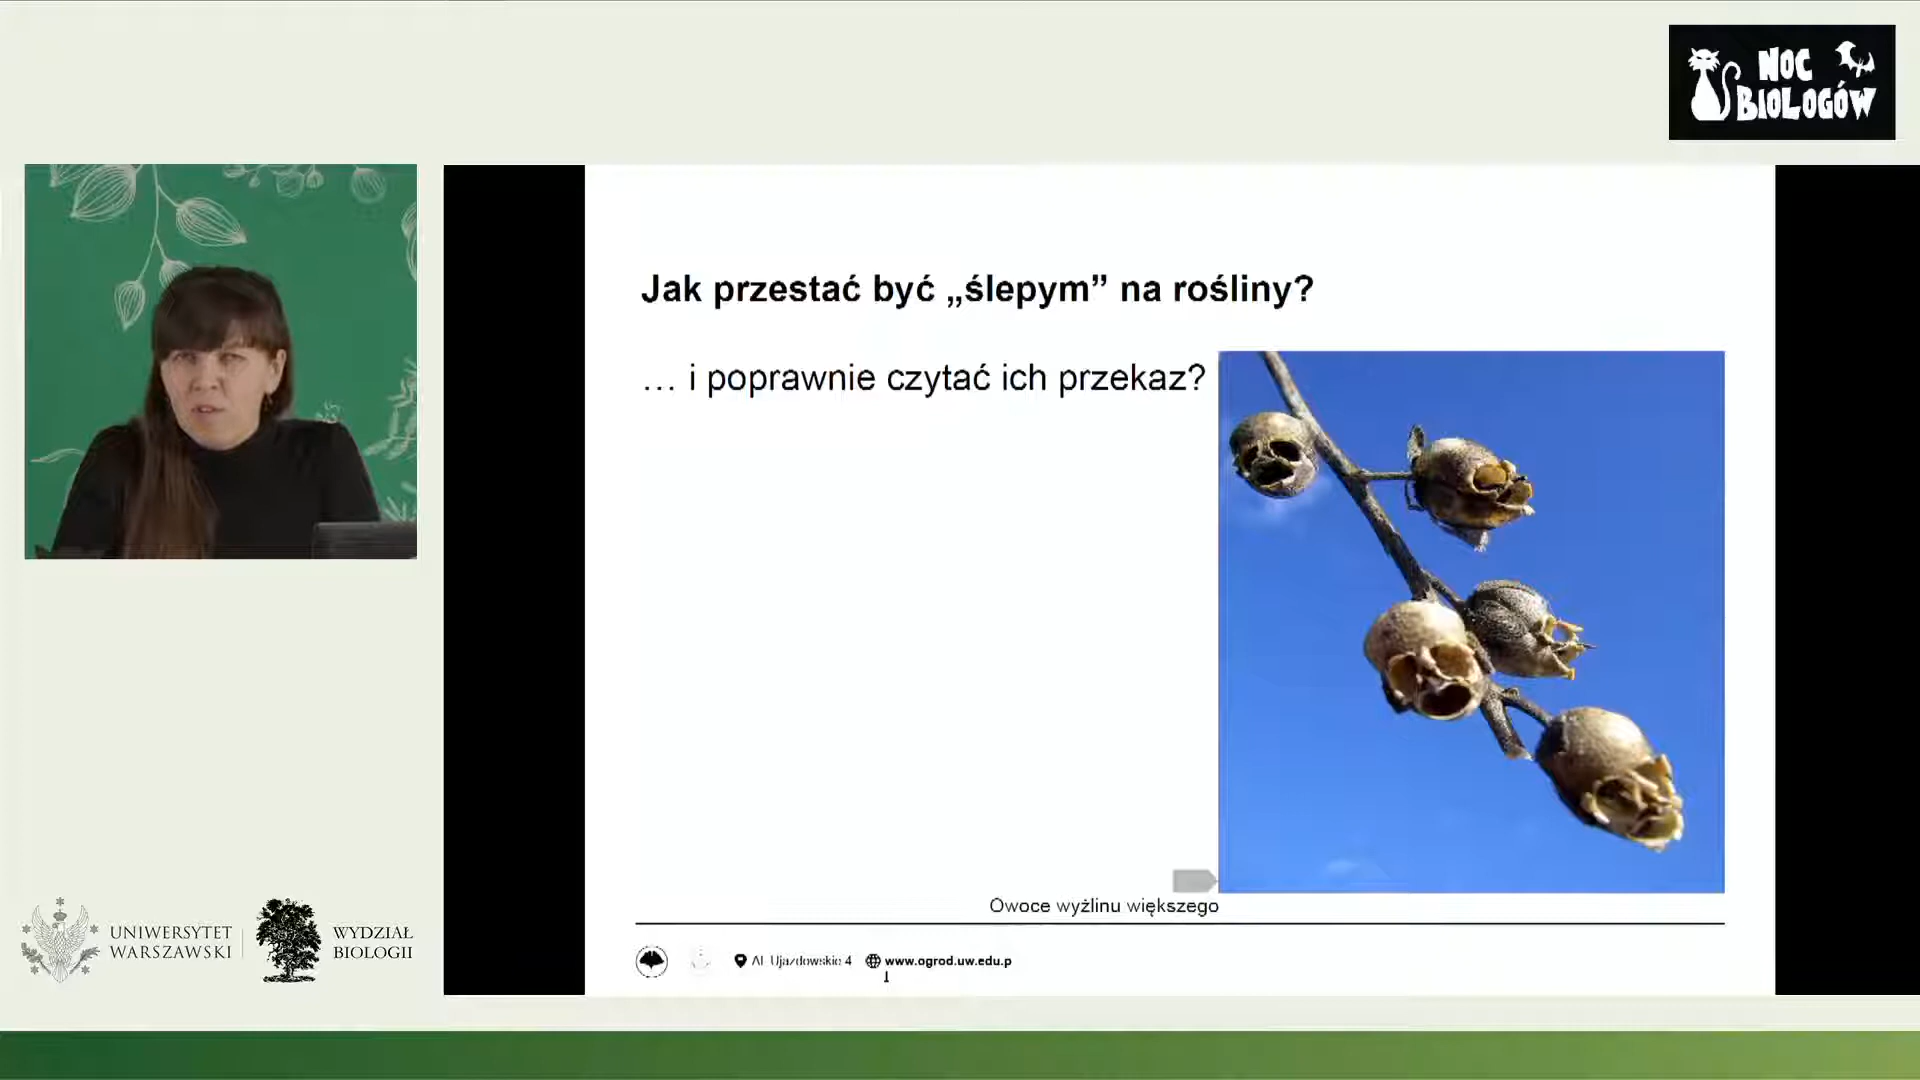 NOC
BIOLOGÓW
Jak przestać być „ślepym” na rośliny?
… i poprawnie czytać ich przekaz?
Owoce wyżlinu większego
Al. Ujazdowskie 4 www.ogrod.uw.edu.p
l
UNIWERSYTET
WARSZAWSKI
WYDZIAŁ
BIOLOGII